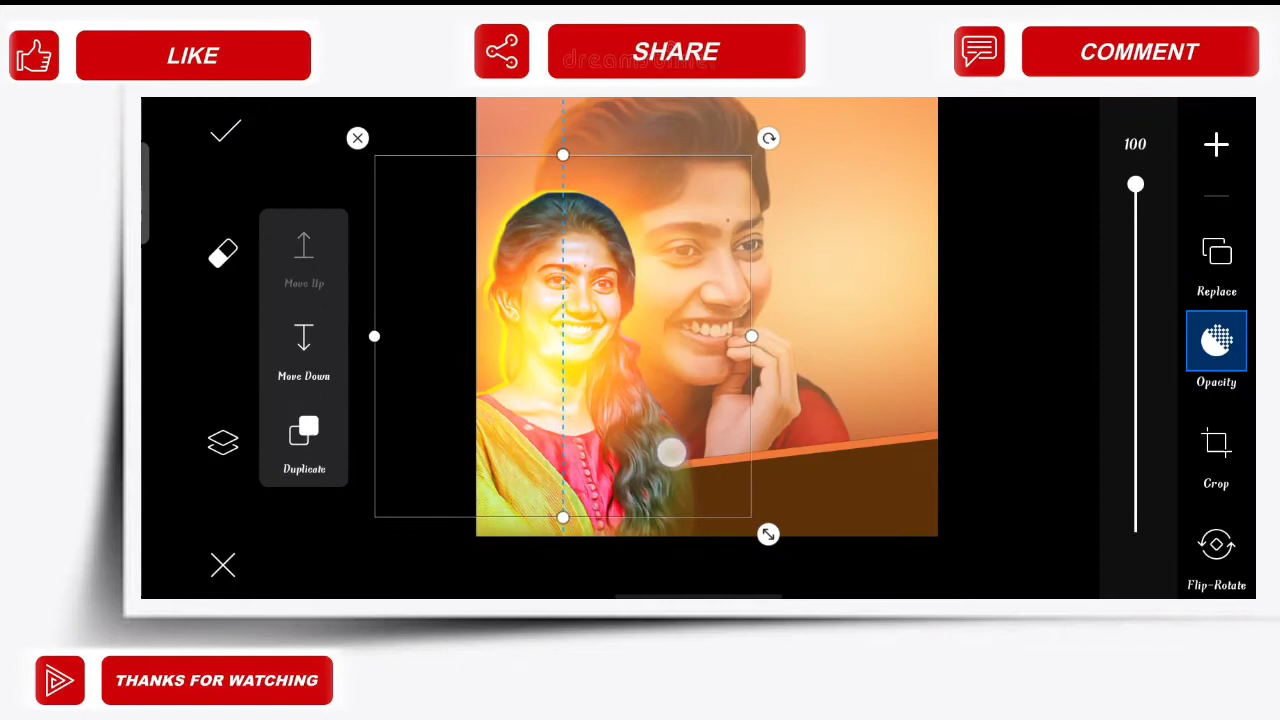 LIKE
SHARE
COMMENT
100
Move Up
Replace
Move Down
Opacity
Duplicate
Crop
Flip-Rotate
THANKS FOR WATCHING